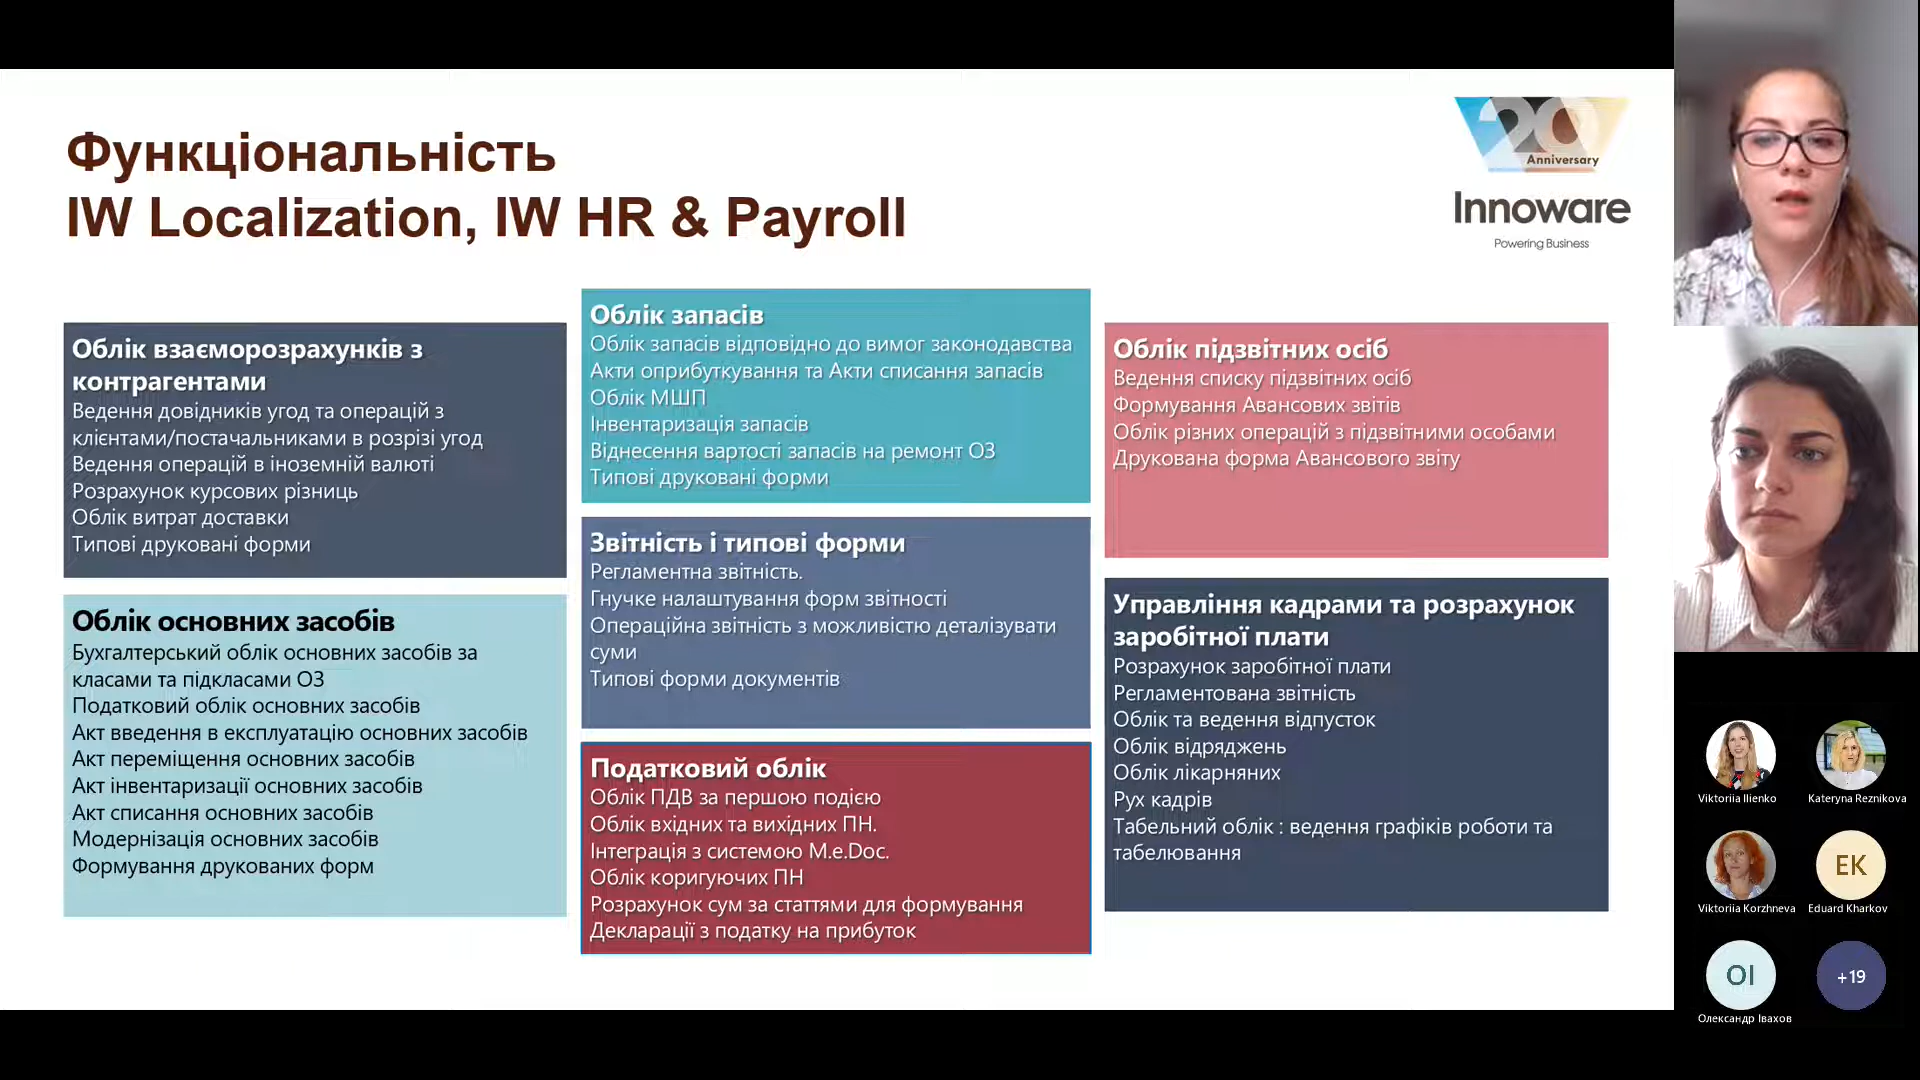 Функціональність
IW Localization, IW HR & Payroll
20
Anniversary
Innoware
Powering Business
Облік взаєморозрахунків з
контрагентами
Ведення довідників угод та операцій з
клієнтами/постачальниками в розрізі угод
Ведення операцій в іноземній валюті
Розрахунок курсових різниць
Облік витрат доставки
Типові друковані форми
Облік основних засобів
Бухгалтерський облік основних засобів за
класами та підкласами ОЗ
Податковий облік основних засобів
Акт введення в експлуатацію основних засобів
Акт переміщення основних засобів
Акт інвентаризації основних засобів
Акт списання основних засобів
Модернізація основних засобів
Формування друкованих форм
Облік запасів
Облік запасів відповідно до вимог законодавства
Акти оприбуткування та Акти списання запасів
Облік МШП
Інвентаризація запасів
Віднесення вартості запасів на ремонт ОЗ
Типові друковані форми
Звітність і типові форми
Регламентна звітність.
Гнучке налаштування форм звітності
Операційна звітність з можливістю деталізувати
суми
Типові форми документів
Податковий облік
Облік ПДВ за першою подією
Облік вхідних та вихідних ПН.
Інтеграція з системою M.e.Doc.
Облік коригуючих ПН
Розрахунок сум за статтями для формування
Декларації з податку на прибуток
Облік підзвітних осіб
Ведення списку підзвітних осіб
Формування Авансових звітів
Облік різних операцій з підзвітними особами
Друкована форма Авансового звіту
Управління кадрами та розрахунок
заробітної плати
Розрахунок заробітної плати
Регламентована звітність
Облік та ведення відпусток
Облік відряджень
Облік лікарняних
Рух кадрів
Табельний облік : ведення графіків роботи та
табелювання
Viktoriia Ilienko
Kateryna Reznikova
Viktoriia Korzhneva
EK
Eduard Kharkov
OI
Олександр Івахов
+19